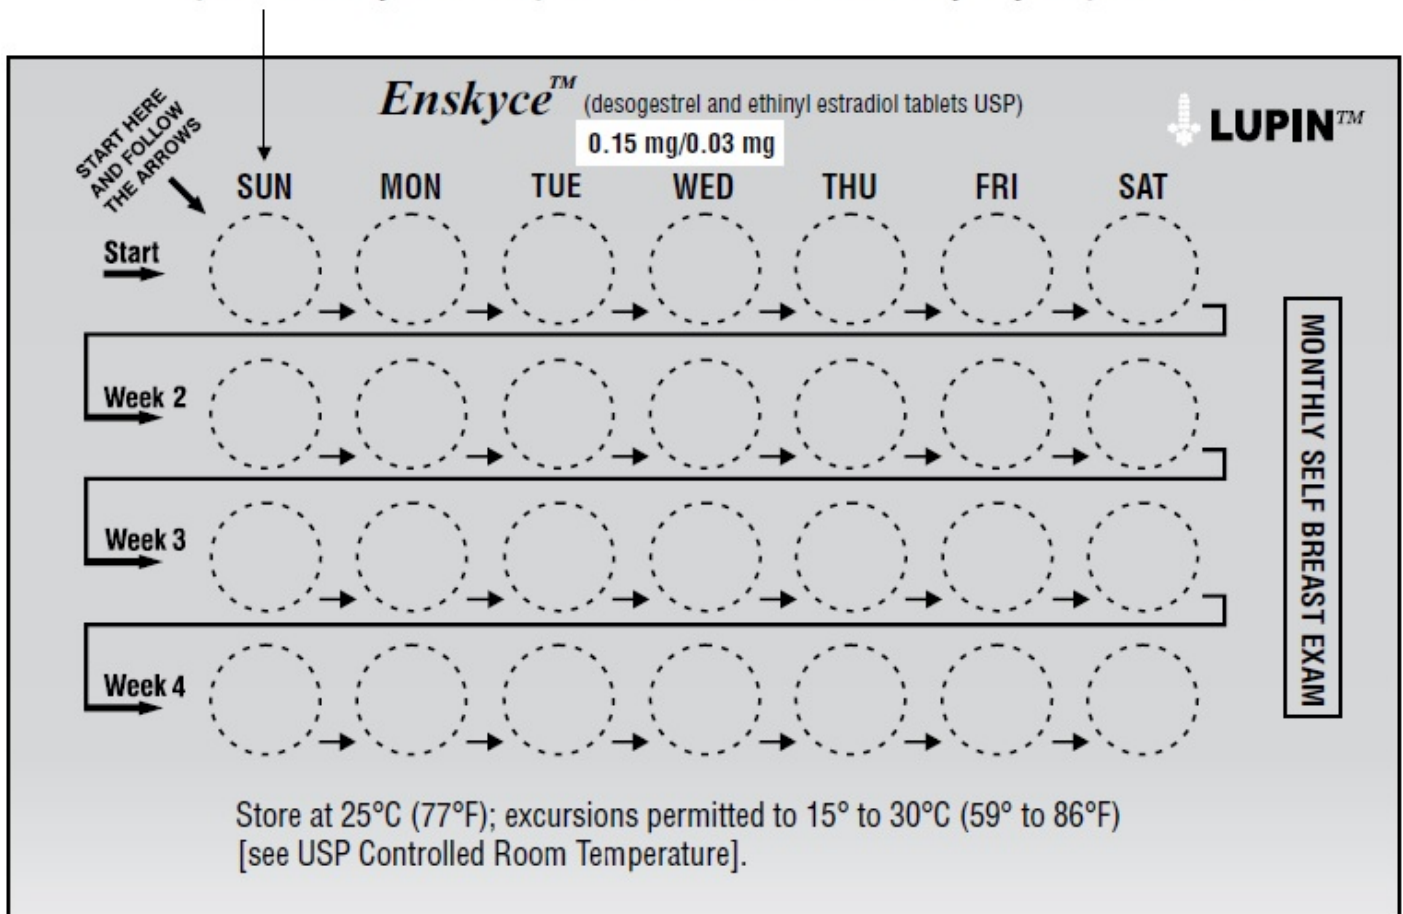 Enskyce™ (desogestrel and ethinyl estradiol tablets USP)
0.15 mg/0.03 mg
LUPIN™
START HERE
AND FOLLOW
THE ARROWS
SUN MON TUE WED THU FRI SAT
Start
Week 2
Week 3
Week 4
MONTHLY SELF BREAST EXAM
Store at 25°C (77°F); excursions permitted to 15° to 30°C (59° to 86°F)
[see USP Controlled Room Temperature].